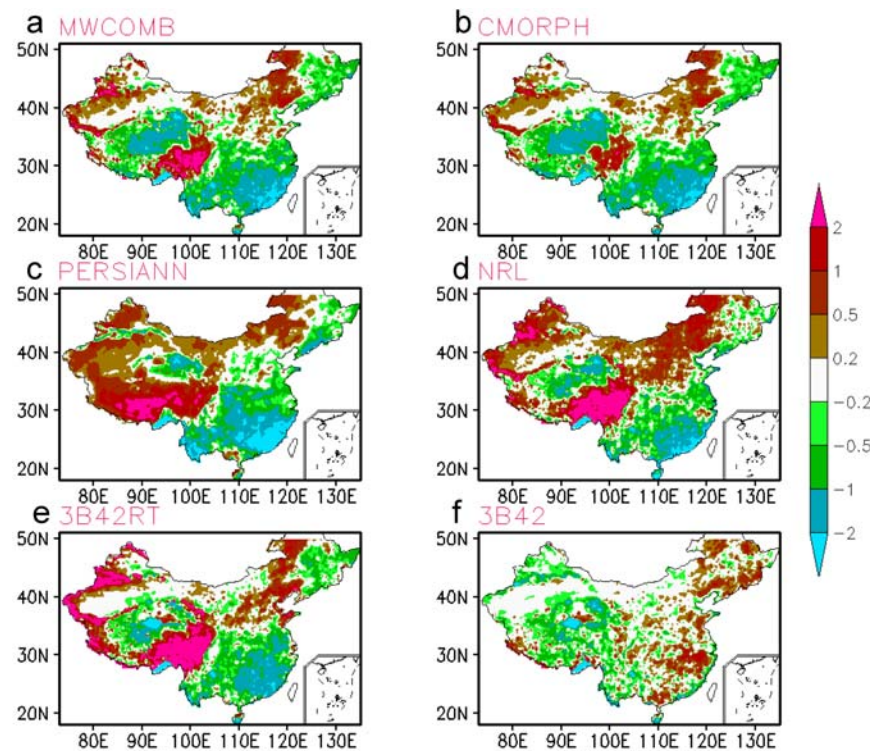 a MWCOMB
b CMORPH
50N
40N
30N
20N
80E 90E 100E 110E 120E 130E
50N
40N
30N
20N
80E 90E 100E 110E 120E 130E
c PERSIANN
d NRL
50N
40N
30N
20N
80E 90E 100E 110E 120E 130E
50N
40N
30N
20N
80E 90E 100E 110E 120E 130E
e 3B42RT
f 3B42
50N
40N
30N
20N
80E 90E 100E 110E 120E 130E
50N
40N
30N
20N
80E 90E 100E 110E 120E 130E
2
1
0.5
0.2
-0.2
-0.5
-1
-2